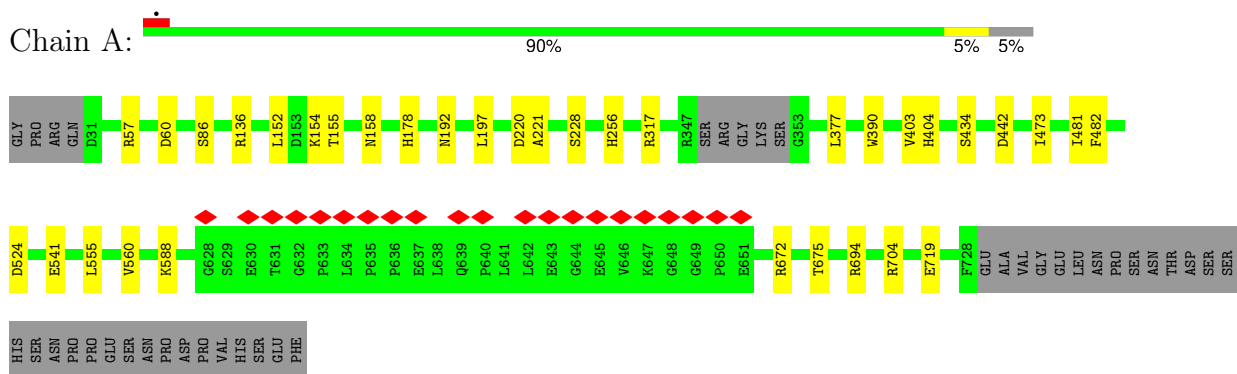 Chain A:
90% 5% 5%
GLY PRO ARG GLN D31 R57 D60 S86 R136 L152 D153 K154 T155 N158 H178 N192 L197 D220 A221 S228 H256 R317 R347 SER ARG GLY LYS SER G353 L377 W390 V403 H404 S434 D442 I473 I481 F482
D524 E541 L555 V560 K588 G628 S629 E630 T631 G632 P633 L634 P635 P636 E637 L638 Q639 P640 L641 L642 E643 G644 E645 V646 K647 G648 G649 P650 E651 R672 T675 R694 R704 E719 F728 GLU ALA VAL GLY GLU LEU ASN PRO SER ASN THR ASP SER SER
HIS SER ASN PRO PRO GLU SER ASN PRO ASP PRO VAL HIS SER GLU PHE